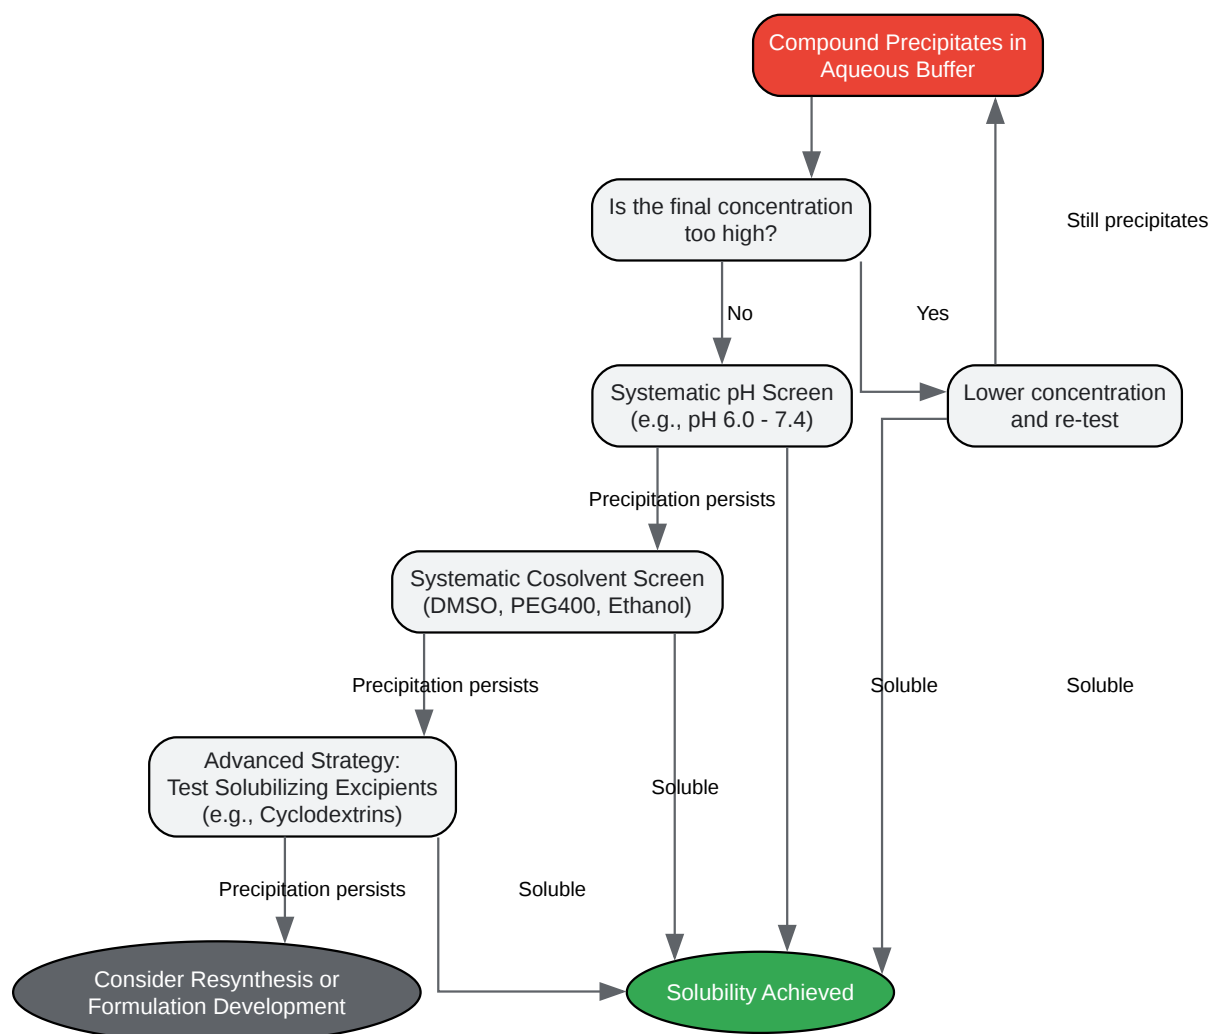 Compound Precipitates in
Aqueous Buffer
Is the final concentration
too high?
Still precipitates
No
Yes
Systematic pH Screen
(e.g., pH 6.0 - 7.4)
Lower concentration
and re-test
Precipitation persists
Systematic Cosolvent Screen
(DMSO, PEG400, Ethanol)
Precipitation persists
Soluble
Soluble
Advanced Strategy:
Test Solubilizing Excipients
(e.g., Cyclodextrins)
Soluble
Precipitation persists
Soluble
Consider Resynthesis or
Formulation Development
Solubility Achieved